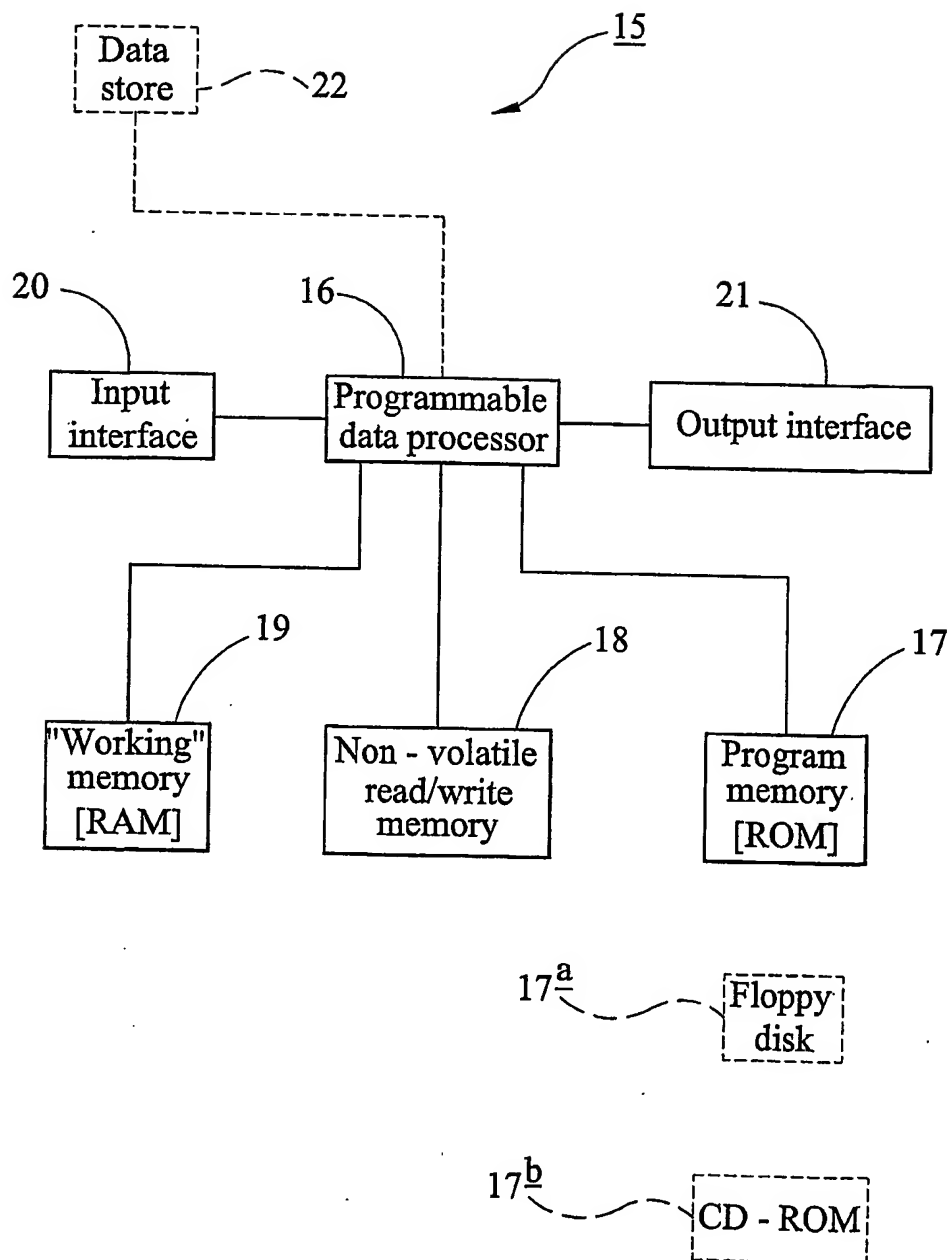 15
Data
store
22
20
16
21
Input
interface
Programmable
data processor
Output interface
19
18
17
"Working"
memory
[RAM]
Non - volatile
read/write
memory
Program
memory
[ROM]
17a
Floppy
disk
17b
CD - ROM